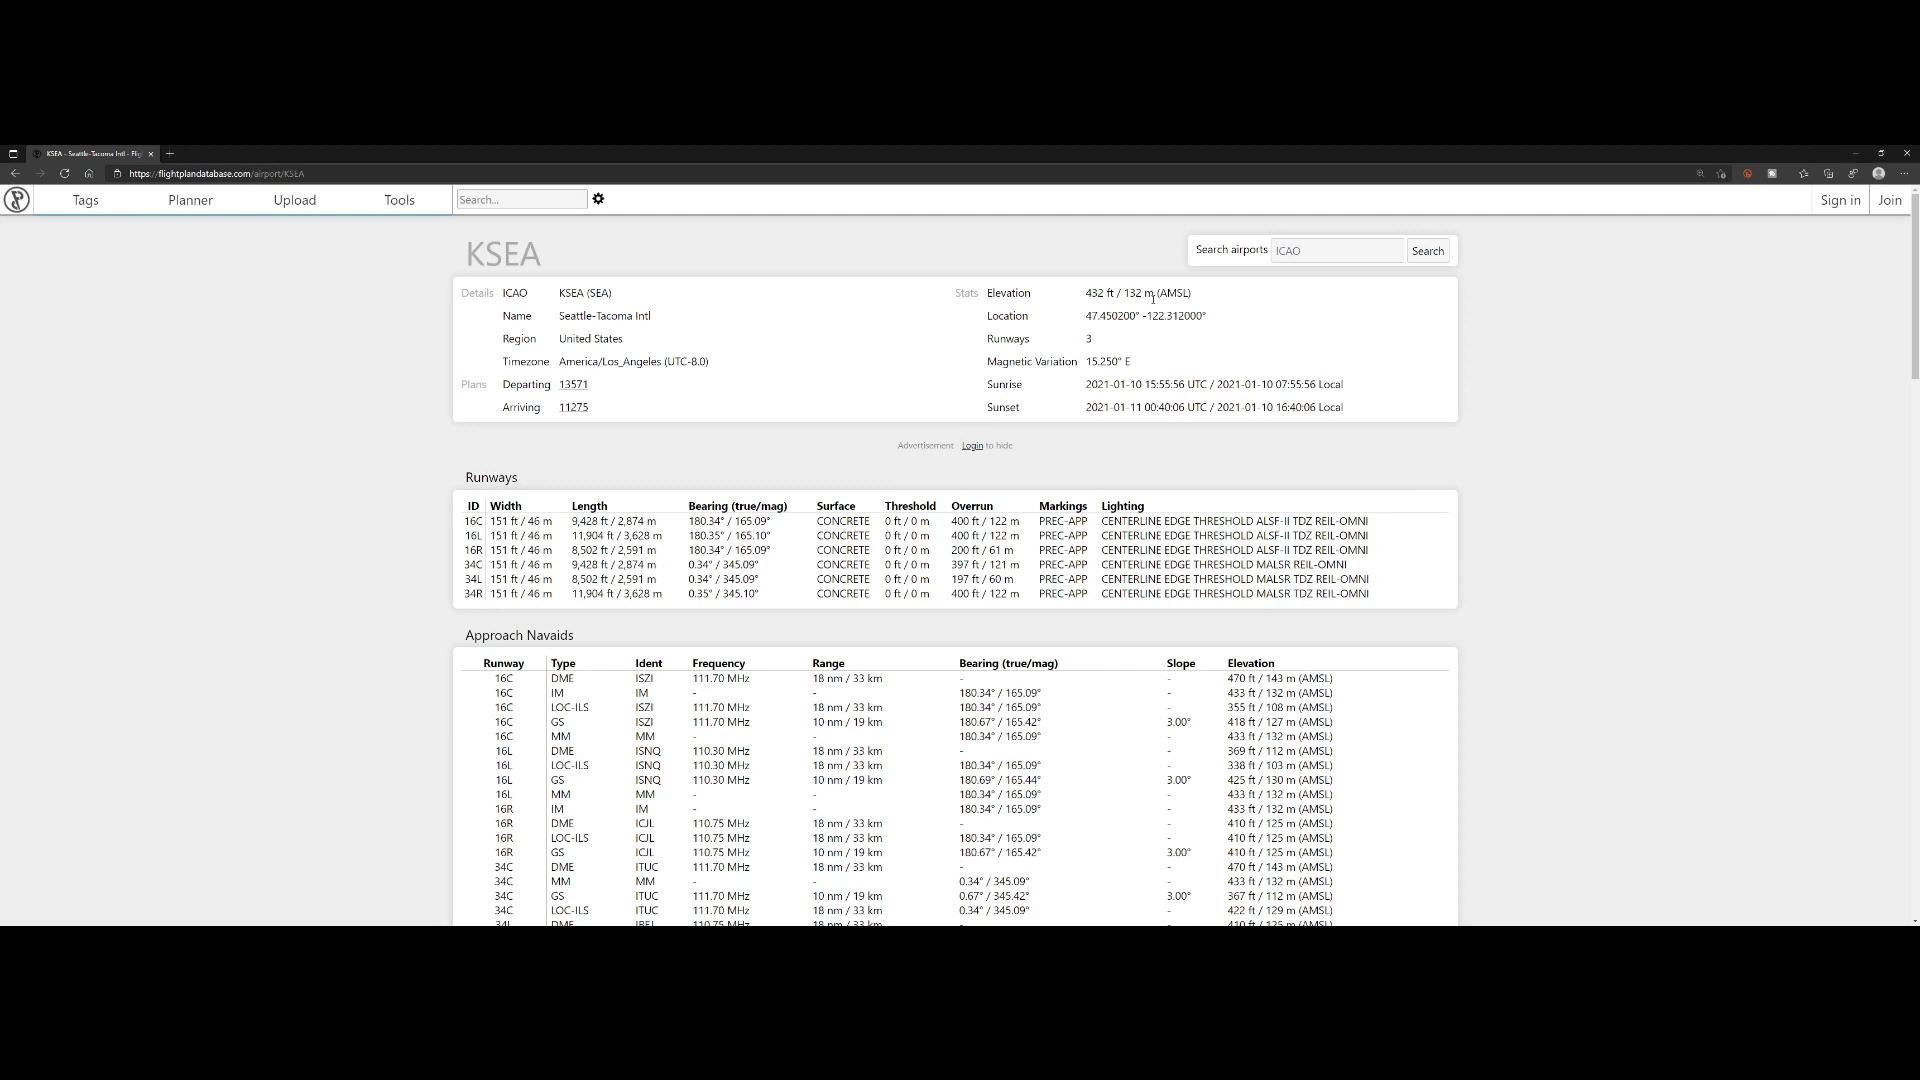 KSEA - Seattle-Tacoma Intl - Flig
https://flightplandatabase.com/airport/KSEA
Tags Planner Upload Tools Search... Sign in Join
KSEA
Search airports ICAO Search
Details ICAO KSEA (SEA) Stats Elevation 432 ft / 132 m (AMSL)
Name Seattle-Tacoma Intl Location 47.450200° -122.312000°
Region United States Runways 3
Timezone America/Los_Angeles (UTC-8.0) Magnetic Variation 15.250° E
Plans Departing 13571 Sunrise 2021-01-10 15:55:56 UTC / 2021-01-10 07:55:56 Local
Arriving 11275 Sunset 2021-01-11 00:40:06 UTC / 2021-01-10 16:40:06 Local
Advertisement - Login to hide
Runways
ID Width Length Bearing (true/mag) Surface Threshold Overrun Markings Lighting
16C 151 ft / 46 m 9,428 ft / 2,874 m 180.34° / 165.09° CONCRETE 0 ft / 0 m 400 ft / 122 m PREC-APP CENTERLINE EDGE THRESHOLD ALSF-II TDZ REIL-OMNI
16L 151 ft / 46 m 11,904 ft / 3,628 m 180.35° / 165.10° CONCRETE 0 ft / 0 m 400 ft / 122 m PREC-APP CENTERLINE EDGE THRESHOLD ALSF-II TDZ REIL-OMNI
16R 151 ft / 46 m 8,502 ft / 2,591 m 180.34° / 165.09° CONCRETE 0 ft / 0 m 200 ft / 61 m PREC-APP CENTERLINE EDGE THRESHOLD ALSF-II TDZ REIL-OMNI
34C 151 ft / 46 m 9,428 ft / 2,874 m 0.34° / 345.09° CONCRETE 0 ft / 0 m 397 ft / 121 m PREC-APP CENTERLINE EDGE THRESHOLD MALSR REIL-OMNI
34L 151 ft / 46 m 8,502 ft / 2,591 m 0.34° / 345.09° CONCRETE 0 ft / 0 m 197 ft / 60 m PREC-APP CENTERLINE EDGE THRESHOLD MALSR TDZ REIL-OMNI
34R 151 ft / 46 m 11,904 ft / 3,628 m 0.35° / 345.10° CONCRETE 0 ft / 0 m 400 ft / 122 m PREC-APP CENTERLINE EDGE THRESHOLD MALSR TDZ REIL-OMNI
Approach Navaids
Runway Type Ident Frequency Range Bearing (true/mag) Slope Elevation
16C DME ISZI 111.70 MHz 18 nm / 33 km - - 470 ft / 143 m (AMSL)
16C IM IM - - 180.34° / 165.09° - 433 ft / 132 m (AMSL)
16C LOC-ILS ISZI 111.70 MHz 18 nm / 33 km 180.34° / 165.09° - 355 ft / 108 m (AMSL)
16C GS ISZI 111.70 MHz 10 nm / 19 km 180.67° / 165.42° 3.00° 418 ft / 127 m (AMSL)
16C MM MM - - 180.34° / 165.09° - 433 ft / 132 m (AMSL)
16L DME ISNQ 110.30 MHz 18 nm / 33 km - - 369 ft / 112 m (AMSL)
16L LOC-ILS ISNQ 110.30 MHz 18 nm / 33 km 180.34° / 165.09° - 338 ft / 103 m (AMSL)
16L GS ISNQ 110.30 MHz 10 nm / 19 km 180.69° / 165.44° 3.00° 425 ft / 130 m (AMSL)
16L MM MM - - 180.34° / 165.09° - 433 ft / 132 m (AMSL)
16R IM IM - - 180.34° / 165.09° - 433 ft / 132 m (AMSL)
16R DME ICJL 110.75 MHz 18 nm / 33 km - - 410 ft / 125 m (AMSL)
16R LOC-ILS ICJL 110.75 MHz 18 nm / 33 km 180.34° / 165.09° - 410 ft / 125 m (AMSL)
16R GS ICJL 110.75 MHz 10 nm / 19 km 180.67° / 165.42° 3.00° 410 ft / 125 m (AMSL)
34C DME ITUC 111.70 MHz 18 nm / 33 km - - 470 ft / 143 m (AMSL)
34C MM MM - - 0.34° / 345.09° - 433 ft / 132 m (AMSL)
34C GS ITUC 111.70 MHz 10 nm / 19 km 0.67° / 345.42° 3.00° 367 ft / 112 m (AMSL)
34C LOC-ILS ITUC 111.70 MHz 18 nm / 33 km 0.34° / 345.09° - 422 ft / 129 m (AMSL)
34L DME 110.75 MHz 18 nm / 33 km - - 410 ft / 125 m (AMSL)